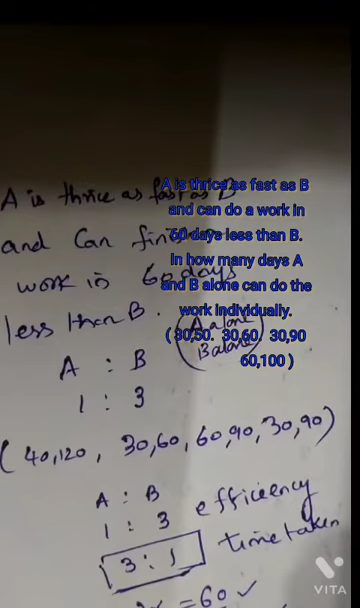 A is thrice as fast as B
and can finish
work in 60 days
less than B.
(A alone
B alone)
A is thrice as fast as B
and can do a work in
60 days less than B.
In how many days A
and B alone can do the
work individually.
( 30,50. 30,60. 30,90
60,100 )
A : B
1 : 3
( 40,120 , 30,60, 60,90, 30,90 )
A : B
1 : 3 efficiency
3 : 1 time taken
= 60 ✓
VITA